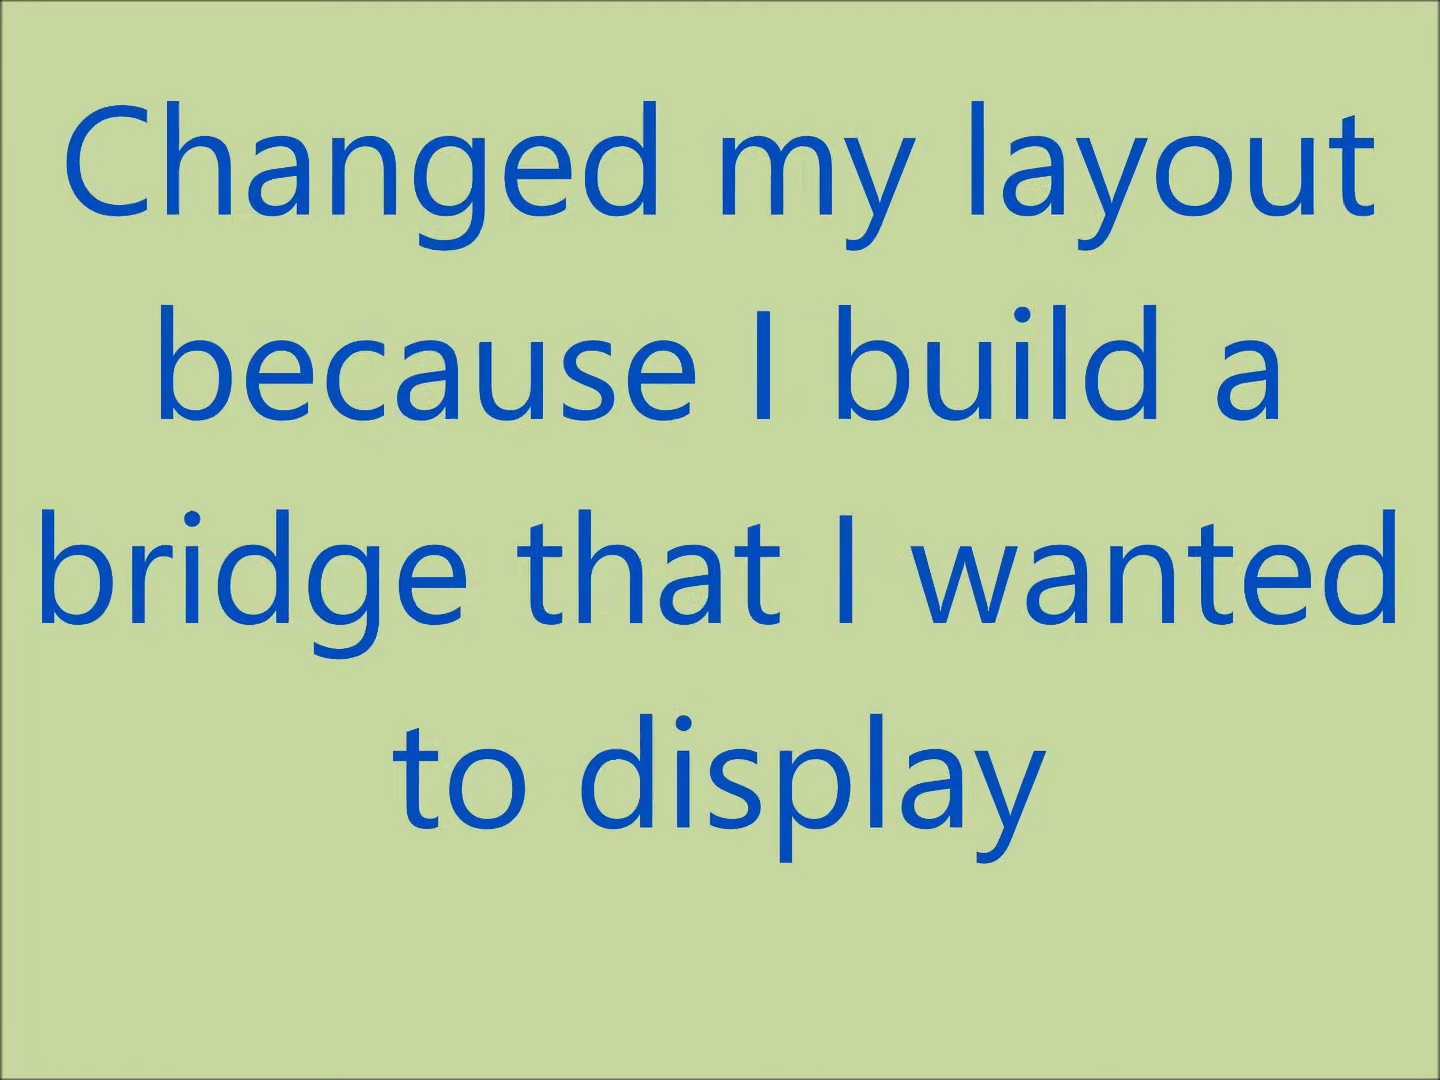 Changed my layout
because I build a
bridge that I wanted
to display